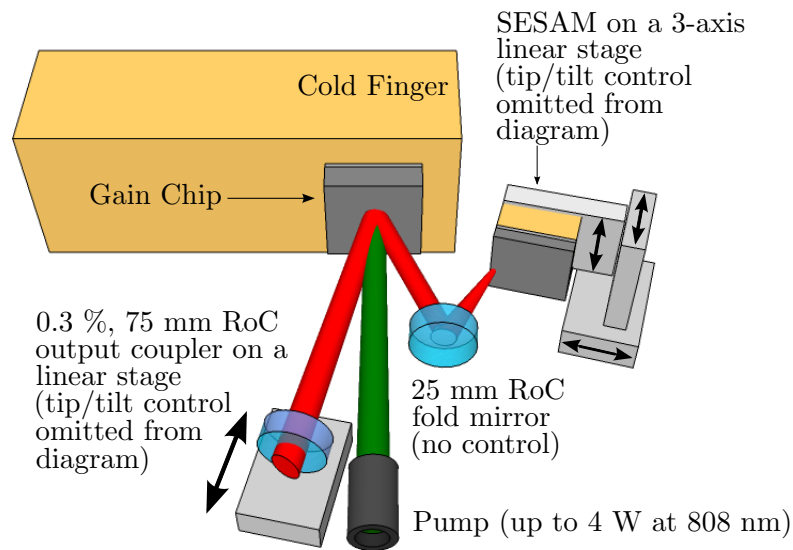 SESAM on a 3-axis
linear stage
(tip/tilt control
omitted from
diagram)
Cold Finger
Gain Chip
0.3 %, 75 mm RoC
output coupler on a
linear stage
(tip/tilt control
omitted from
diagram)
25 mm RoC
fold mirror
(no control)
Pump (up to 4 W at 808 nm)